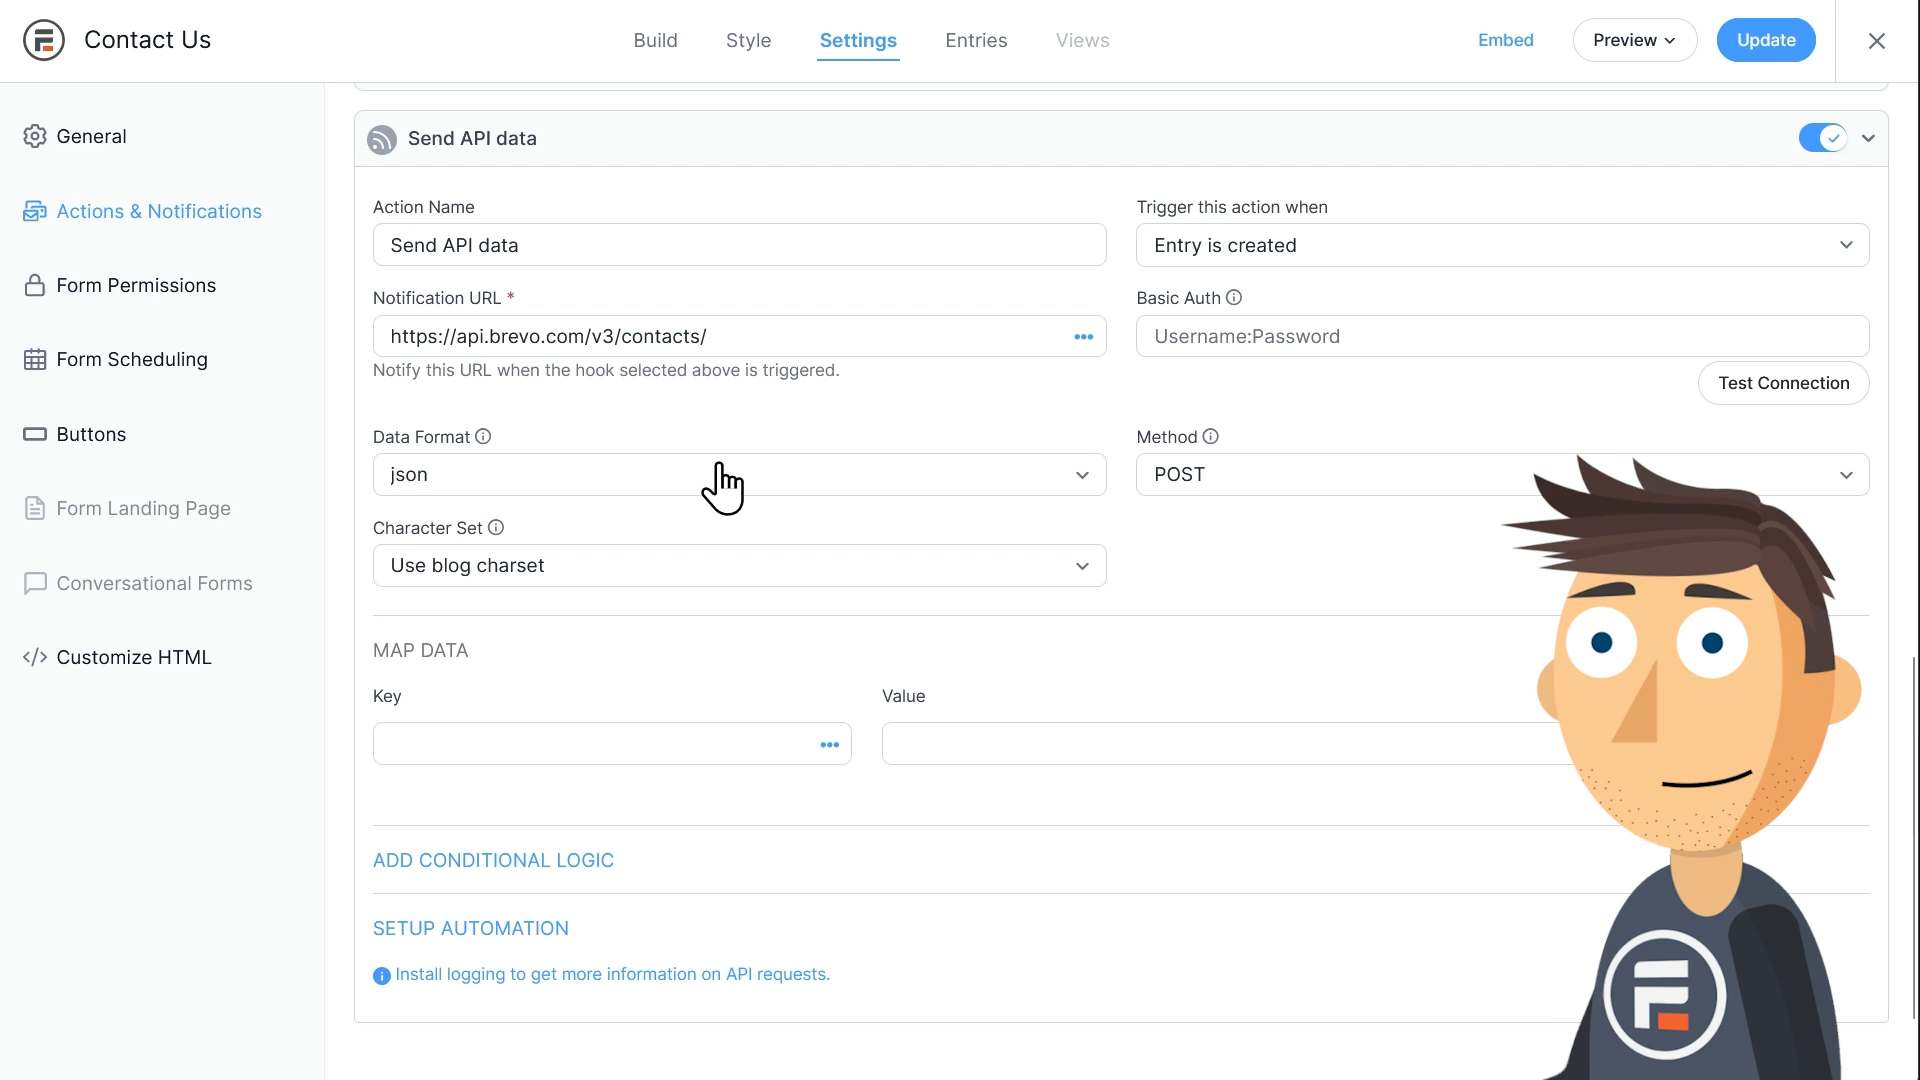 Contact Us
Build
Style
Settings
Entries
Views
Embed
Preview
Update
General
Actions & Notifications
Form Permissions
Form Scheduling
Buttons
Form Landing Page
Conversational Forms
Customize HTML
Send API data
Action Name
Trigger this action when
Send API data
Entry is created
Notification URL *
Basic Auth
https://api.brevo.com/v3/contacts/
Username:Password
Notify this URL when the hook selected above is triggered.
Test Connection
Data Format
Method
json
POST
Character Set
Use blog charset
MAP DATA
Key
Value
ADD CONDITIONAL LOGIC
SETUP AUTOMATION
Install logging to get more information on API requests.